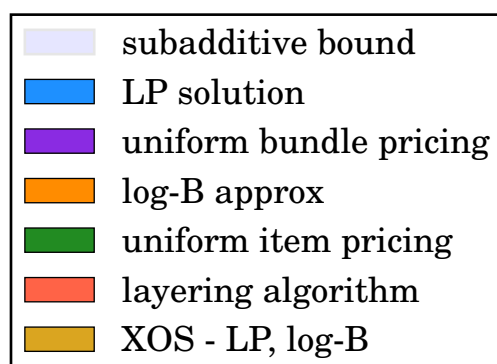 subadditive bound
LP solution
uniform bundle pricing
log-B approx
uniform item pricing
layering algorithm
XOS - LP, log-B